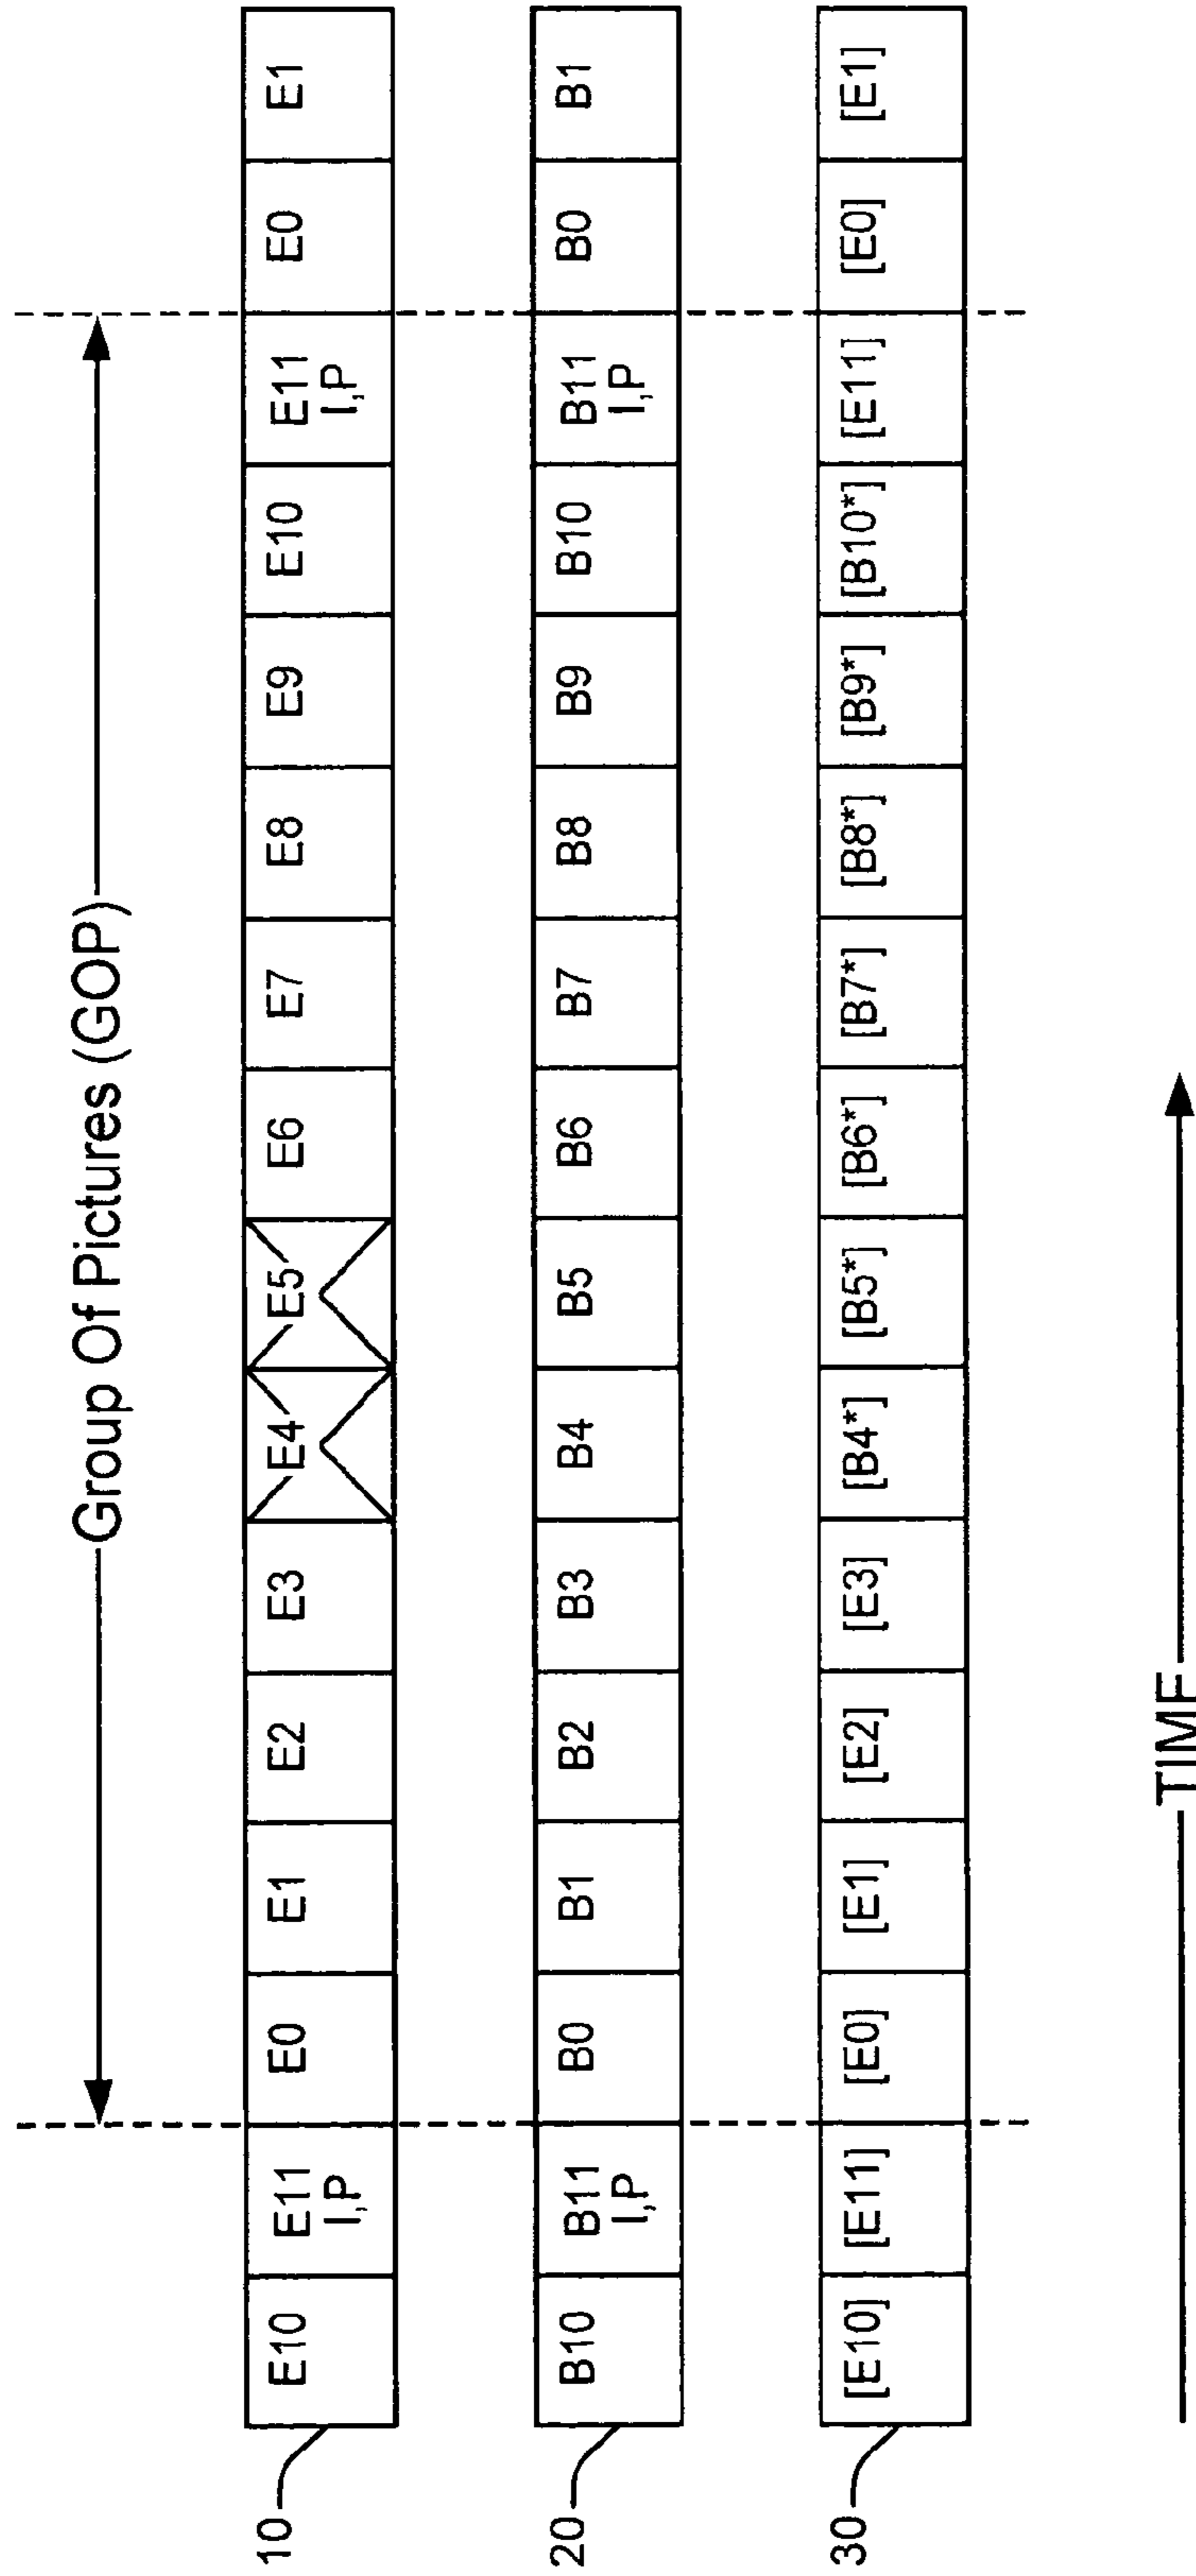 Group Of Pictures (GOP)
10
E10
E11
I,P
E0
E1
E2
E3
E4
E5
E6
E7
E8
E9
E10
E11
I,P
E0
E1
20
B10
B11
I,P
B0
B1
B2
B3
B4
B5
B6
B7
B8
B9
B10
B11
I,P
B0
B1
30
[E10]
[E11]
[E0]
[E1]
[E2]
[E3]
[B4*]
[B5*]
[B6*]
[B7*]
[B8*]
[B9*]
[B10*]
[E11]
[E0]
[E1]
TIME